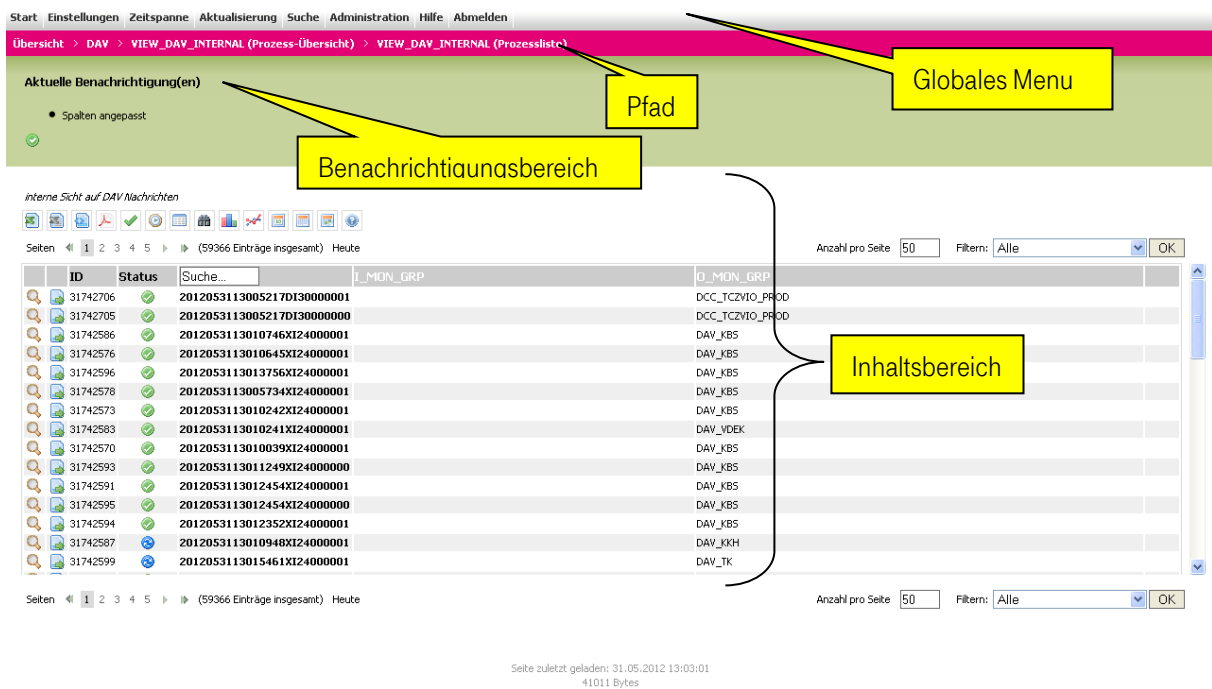 Start Einstellungen Zeitspanne Aktualisierung Suche Administration Hilfe Abmelden
Übersicht > DAV > VIEW_DAV_INTERNAL (Prozess-Übersicht) > VIEW_DAV_INTERNAL (Prozessliste)
Globales Menu
Aktuelle Benachrichtigung(en)
Pfad
• Spalten angepasst
Benachrichtigungsbereich
interne Sicht auf DAV Nachrichten
Seiten 1 2 3 4 5 (59366 Einträge insgesamt) Heute Anzahl pro Seite 50 Filtern: Alle OK
ID Status Suche... I_MON_GRP O_MON_GRP
31742706 2012053113005217DI30000001 DCC_TCZVIO_PROD
31742705 2012053113005217DI30000000 DCC_TCZVIO_PROD
31742586 2012053113010746XI24000001 DAV_KBS
31742576 2012053113010645XI24000001 DAV_KBS
31742596 2012053113013756XI24000001 DAV_KBS
Inhaltsbereich
31742578 2012053113005734XI24000001 DAV_KBS
31742573 2012053113010242XI24000001 DAV_KBS
31742583 2012053113010241XI24000001 DAV_VDEK
31742570 2012053113010039XI24000001 DAV_KBS
31742593 2012053113011249XI24000000 DAV_KBS
31742591 2012053113012454XI24000001 DAV_KBS
31742595 2012053113012454XI24000000 DAV_KBS
31742594 2012053113012352XI24000001 DAV_KBS
31742587 2012053113010948XI24000001 DAV_KKH
31742599 2012053113015461XI24000001 DAV_TK
Seiten 1 2 3 4 5 (59366 Einträge insgesamt) Heute Anzahl pro Seite 50 Filtern: Alle OK
Seite zuletzt geladen: 31.05.2012 13:03:01
41011 Bytes